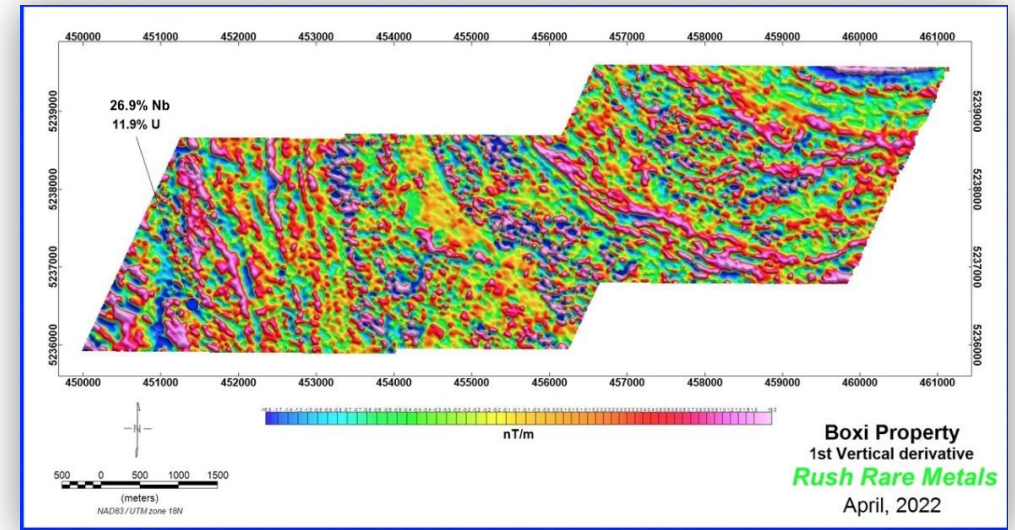 450000 451000 452000 453000 454000 455000 456000 457000 458000 459000 460000 461000
26.9% Nb
11.9% U
5239000
5238000
5237000
5236000
5239000
5238000
5237000
5236000
450000 451000 452000 453000 454000 455000 456000 457000 458000 459000 460000 461000
nT/m
N
500 0 500 1000 1500
(meters)
NAD83 / UTM zone 18N
Boxi Property
1st Vertical derivative
Rush Rare Metals
April, 2022